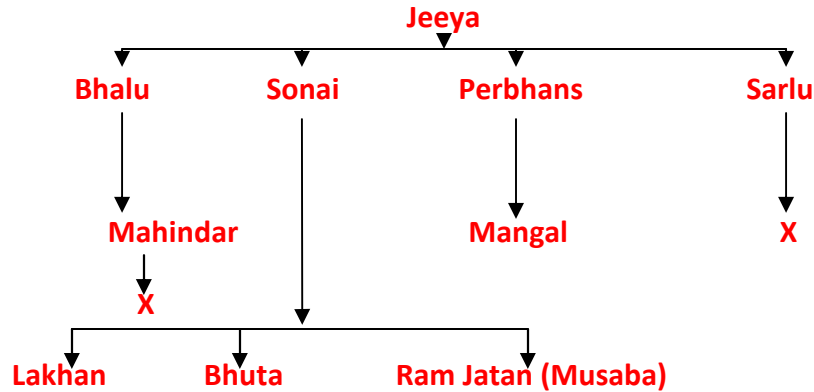 Jeeya
Bhalu Sonai Perbhans Sarlu
Mahindar Mangal X
X
Lakhan Bhuta Ram Jatan (Musaba)